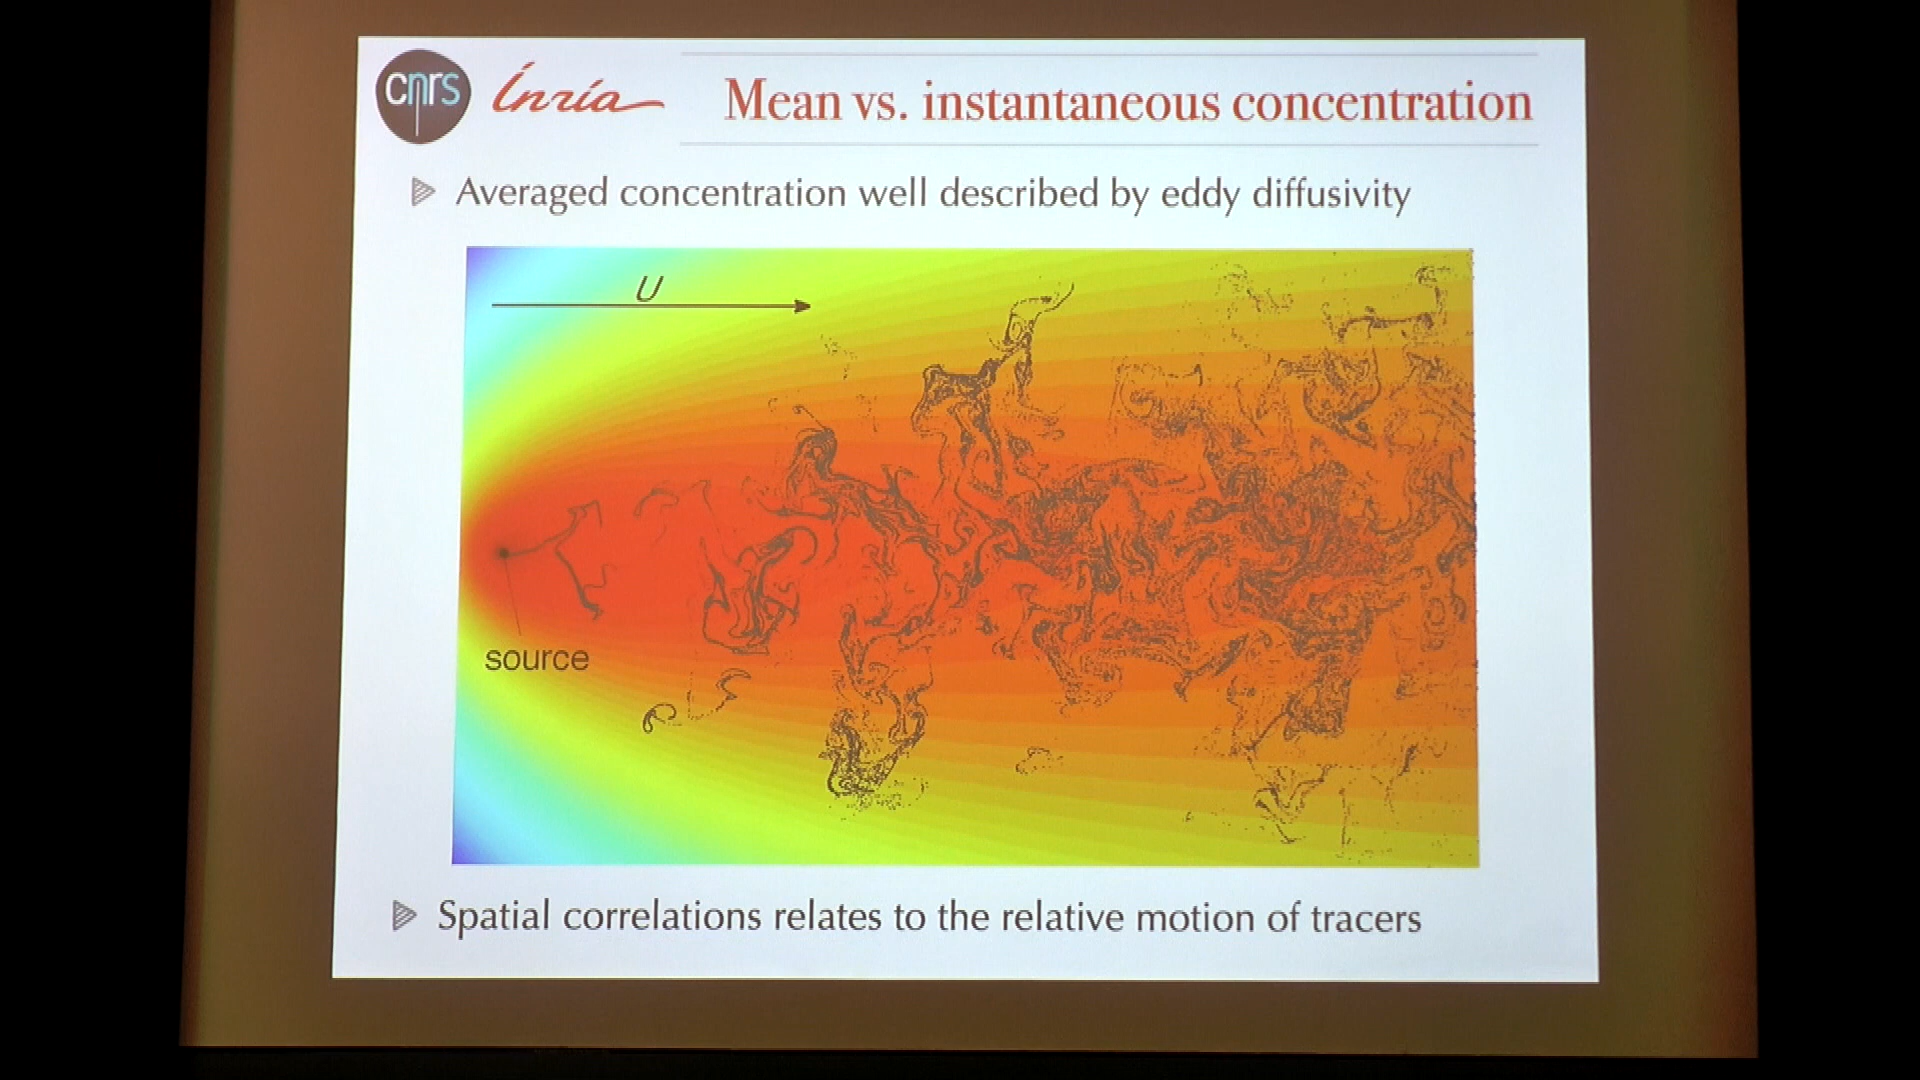 cnrs
Inria
Mean vs. instantaneous concentration
Averaged concentration well described by eddy diffusivity
U
source
Spatial correlations relates to the relative motion of tracers